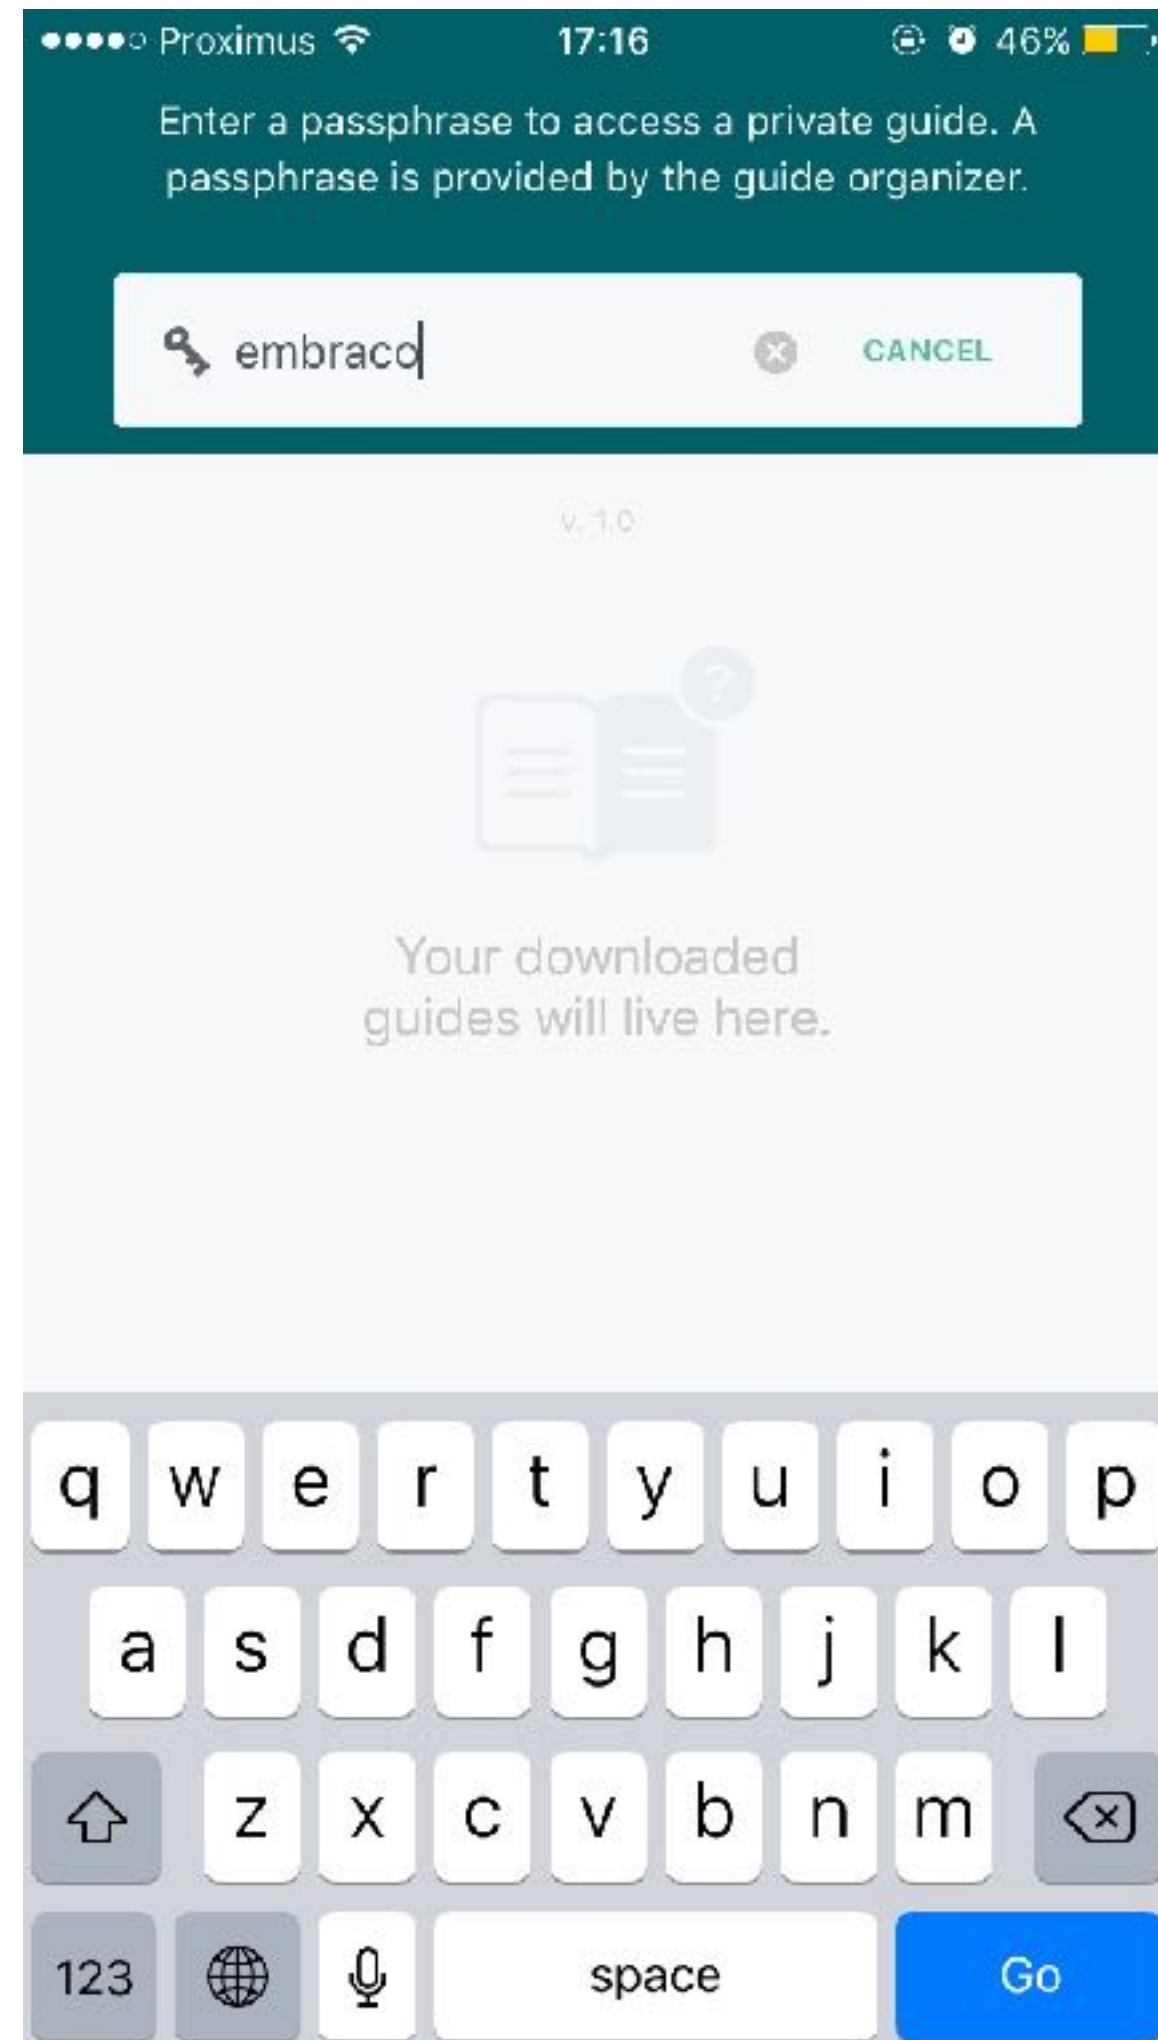 Proximus 17:16 46%
Enter a passphrase to access a private guide. A
passphrase is provided by the guide organizer.
embraco CANCEL
v. 1.0
?
Your downloaded
guides will live here.
q w e r t y u i o p
a s d f g h j k l
z x c v b n m
123 space Go